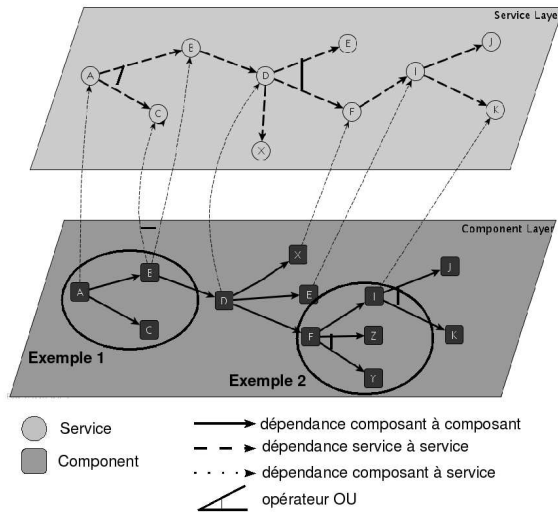 Service Laye
J
E
I
A
D
K
C
F
X
Component Layer
X
J
E
I
A
D
F
Z
K
C
Y
Exemple 1
Exemple 2
Service
Component
dépendance composant à composant
dépendance service à service
dépendance composant à service
opérateur OU